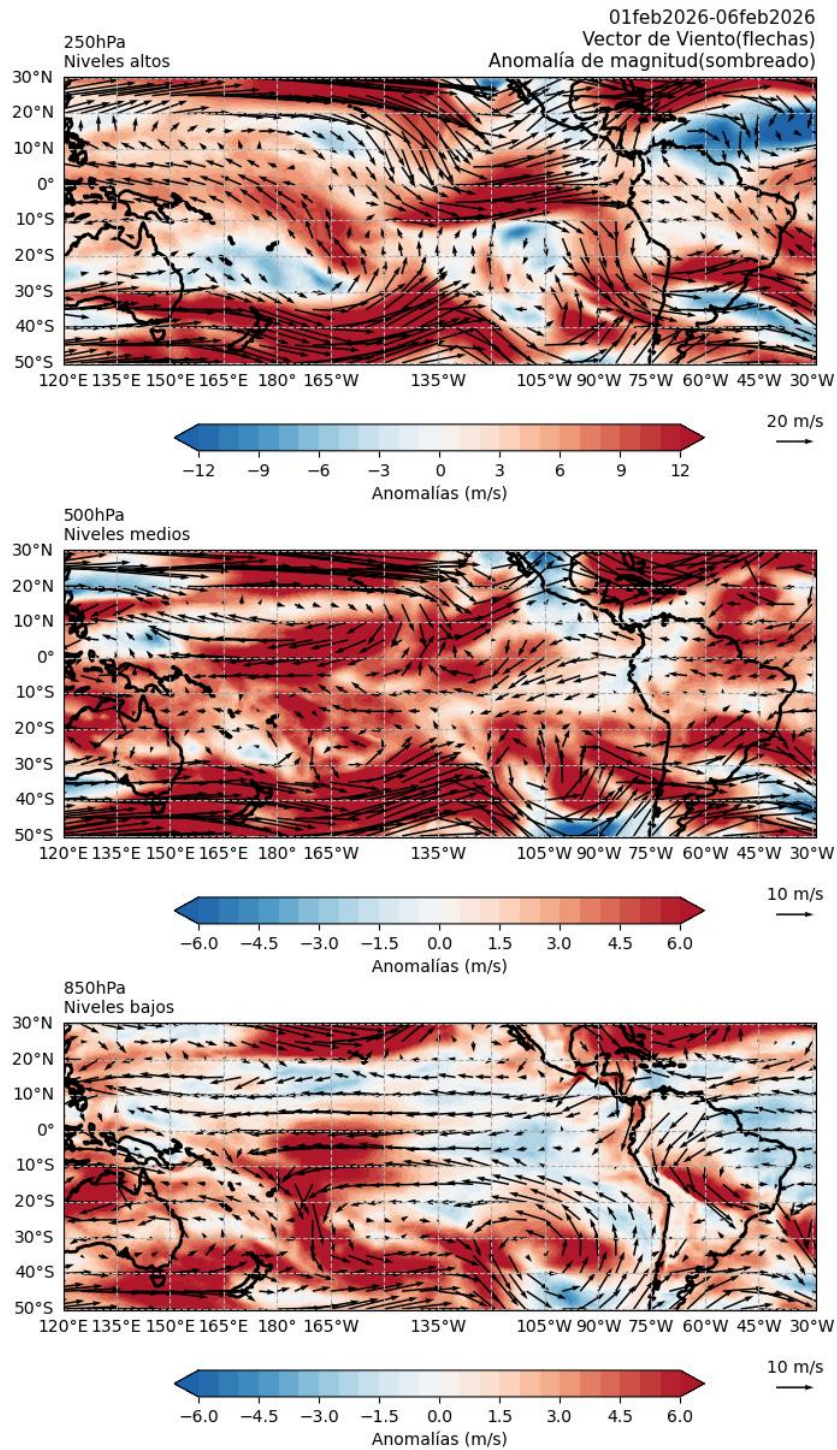 01feb2026-06feb2026
250hPa Vector de Viento(flechas)
Niveles altos Anomalía de magnitud(sombreado)
30°N
20°N
10°N
0°
10°S
20°S
30°S
40°S
50°S
120°E 135°E 150°E 165°E 180° 165°W 135°W 105°W 90°W 75°W 60°W 45°W 30°W
20 m/s
−12 −9 −6 −3 0 3 6 9 12
Anomalías (m/s)
500hPa
Niveles medios
30°N
20°N
10°N
0°
10°S
20°S
30°S
40°S
50°S
120°E 135°E 150°E 165°E 180° 165°W 135°W 105°W 90°W 75°W 60°W 45°W 30°W
10 m/s
−6.0 −4.5 −3.0 −1.5 0.0 1.5 3.0 4.5 6.0
Anomalías (m/s)
850hPa
Niveles bajos
30°N
20°N
10°N
0°
10°S
20°S
30°S
40°S
50°S
120°E 135°E 150°E 165°E 180° 165°W 135°W 105°W 90°W 75°W 60°W 45°W 30°W
10 m/s
−6.0 −4.5 −3.0 −1.5 0.0 1.5 3.0 4.5 6.0
Anomalías (m/s)